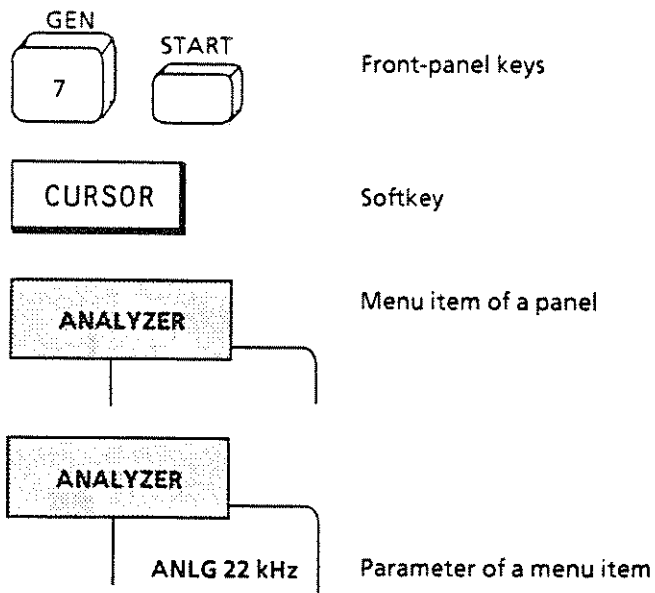 GEN
START
7
Front-panel keys
CURSOR
Softkey
ANALYZER
Menu item of a panel
ANALYZER
ANLG 22 kHz
Parameter of a menu item